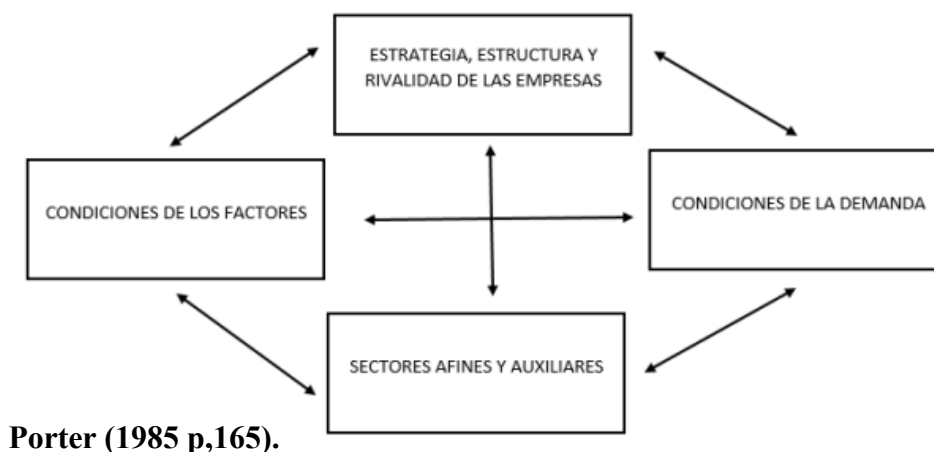 ESTRATEGIA, ESTRUCTURA Y
RIVALIDAD DE LAS EMPRESAS
CONDICIONES DE LOS FACTORES
CONDICIONES DE LA DEMANDA
SECTORES AFINES Y AUXILIARES
Porter (1985 p,165).